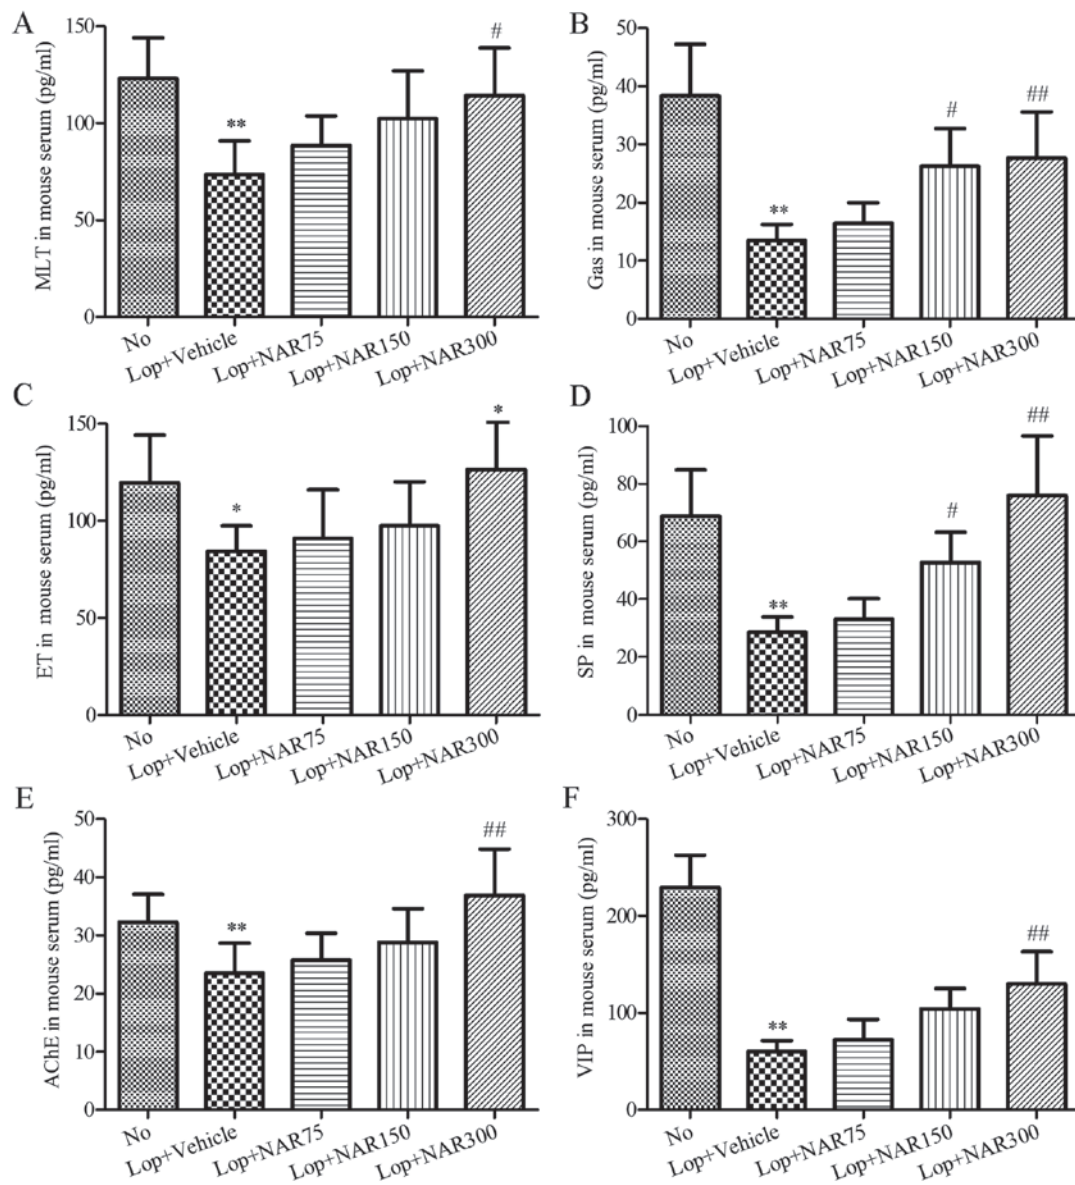 A
MLT in mouse serum (pg/ml)
150
100
50
0
**
#
No
Lop+Vehicle
Lop+NAR75
Lop+NAR150
Lop+NAR300
B
Gas in mouse serum (pg/ml)
50
40
30
20
10
0
**
#
##
No
Lop+Vehicle
Lop+NAR75
Lop+NAR150
Lop+NAR300
C
ET in mouse serum (pg/ml)
150
100
50
0
*
*
No
Lop+Vehicle
Lop+NAR75
Lop+NAR150
Lop+NAR300
D
SP in mouse serum (pg/ml)
100
80
60
40
20
0
**
#
##
No
Lop+Vehicle
Lop+NAR75
Lop+NAR150
Lop+NAR300
E
AChE in mouse serum (pg/ml)
50
40
30
20
10
0
**
##
No
Lop+Vehicle
Lop+NAR75
Lop+NAR150
Lop+NAR300
F
VIP in mouse serum (pg/ml)
300
200
100
0
**
##
No
Lop+Vehicle
Lop+NAR75
Lop+NAR150
Lop+NAR300